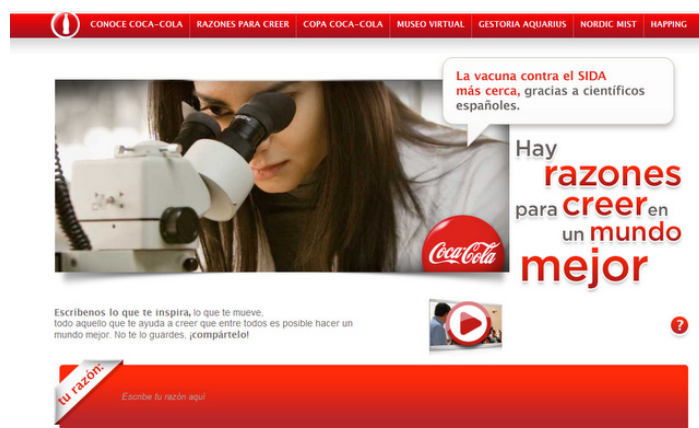 CONOCE COCA-COLA RAZONES PARA CREER COPA COCA-COLA MUSEO VIRTUAL GESTORIA AQUARIUS NORDIC MIST HAPPING
La vacuna contra el SIDA
más cerca, gracias a científicos
españoles.
Hay
razones
para creer en
un mundo
mejor
Coca-Cola
Escríbenos lo que te inspira, lo que te mueve,
todo aquello que te ayuda a creer que entre todos es posible hacer un
mundo mejor. No te lo guardes, ¡compártelo!
?
tu razón:
Escribe tu razón aquí